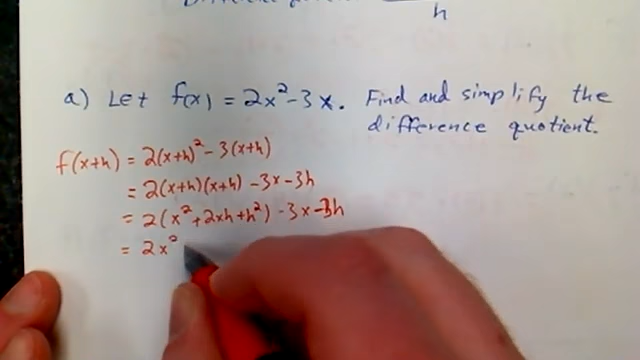 h
a) Let f(x) = 2x² - 3x. Find and simplify the
difference quotient.
f(x+h) = 2(x+h)² - 3(x+h)
= 2(x+h)(x+h) - 3x - 3h
= 2(x² + 2xh + h²) - 3x - 3h
= 2x²